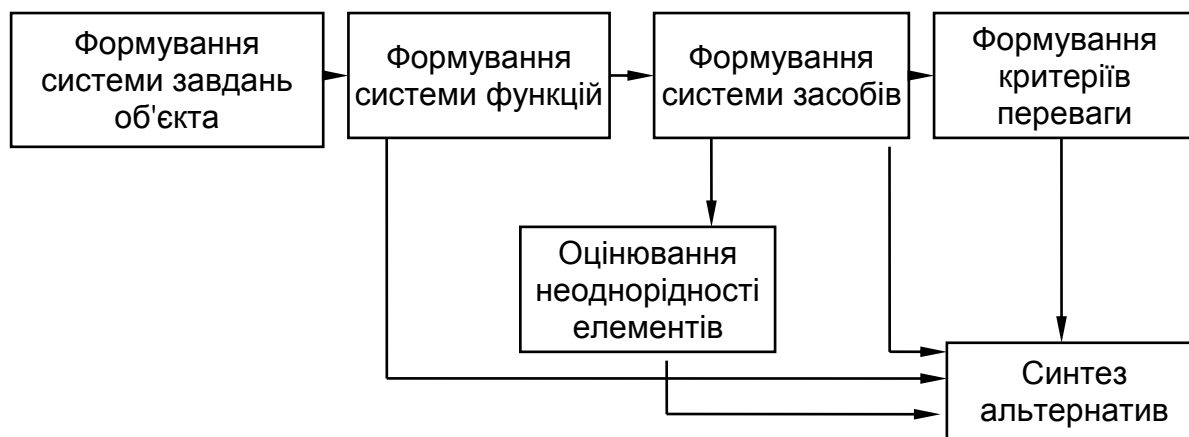 Формування
системи завдань
об'єкта
Формування
системи функцій
Формування
системи засобів
Формування
критеріїв
переваги
Оцінювання
неоднорідності
елементів
Синтез
альтернатив